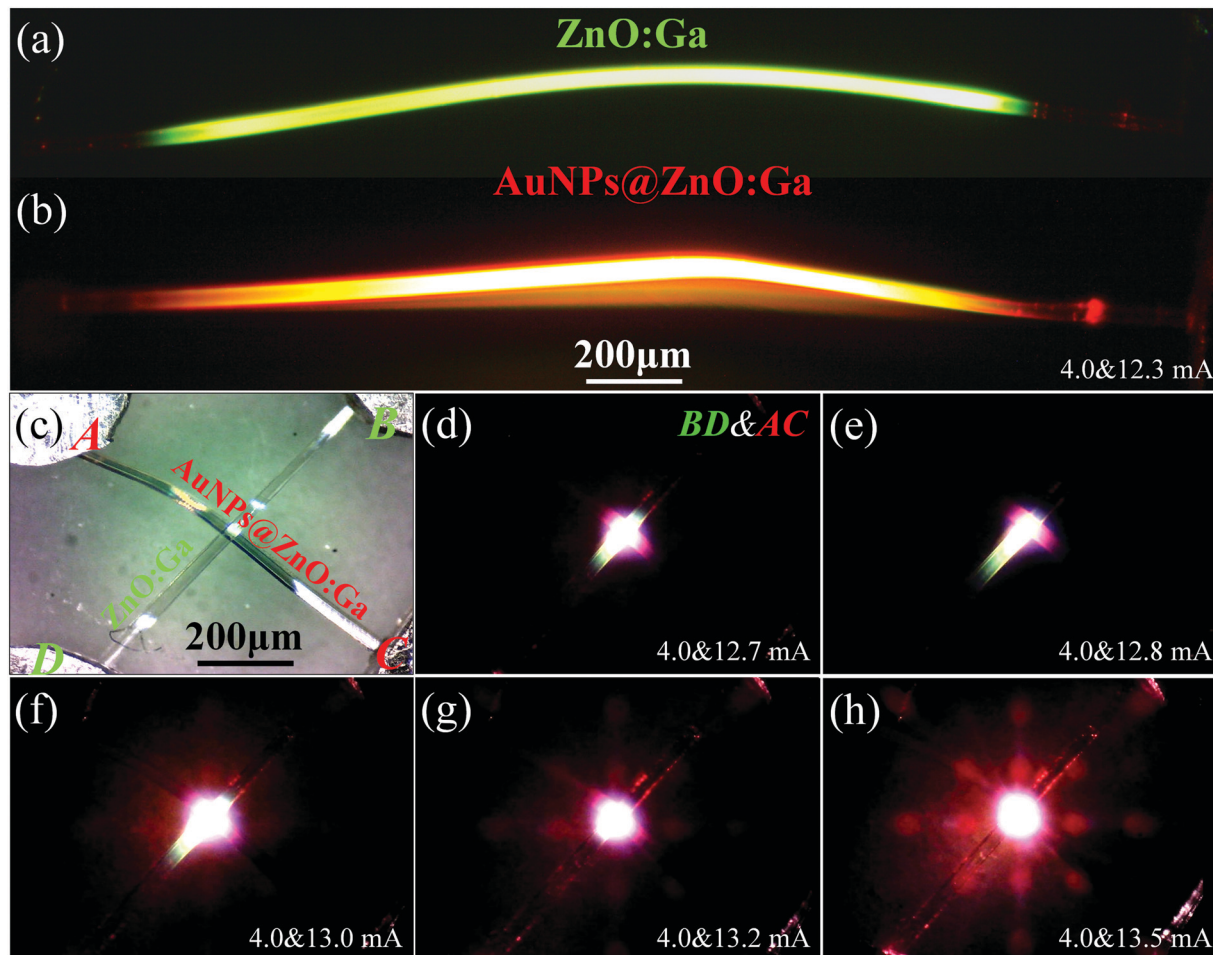 (a)
ZnO:Ga
AuNPs@ZnO:Ga
(b)
200μm
4.0&12.3 mA
(c)
A
B
AuNPs@ZnO:Ga
ZnO:Ga
D
200μm
C
(d)
BD&AC
4.0&12.7 mA
(e)
4.0&12.8 mA
(f)
4.0&13.0 mA
(g)
4.0&13.2 mA
(h)
4.0&13.5 mA